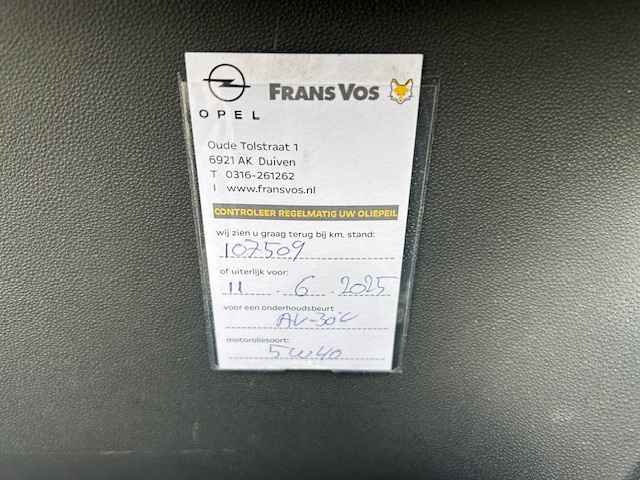 FRANS VOS
OPEL
Oude Tolstraat 1
6921 AK Duiven
T 0316-261262
I www.fransvos.nl
CONTROLEER REGELMATIG UW OLIEPEIL
wij zien u graag terug bij km. stand:
107509
of uiterlijk voor:
11 . 6 . 2025
voor een onderhoudsbeurt
motoroliesoort:
5W40